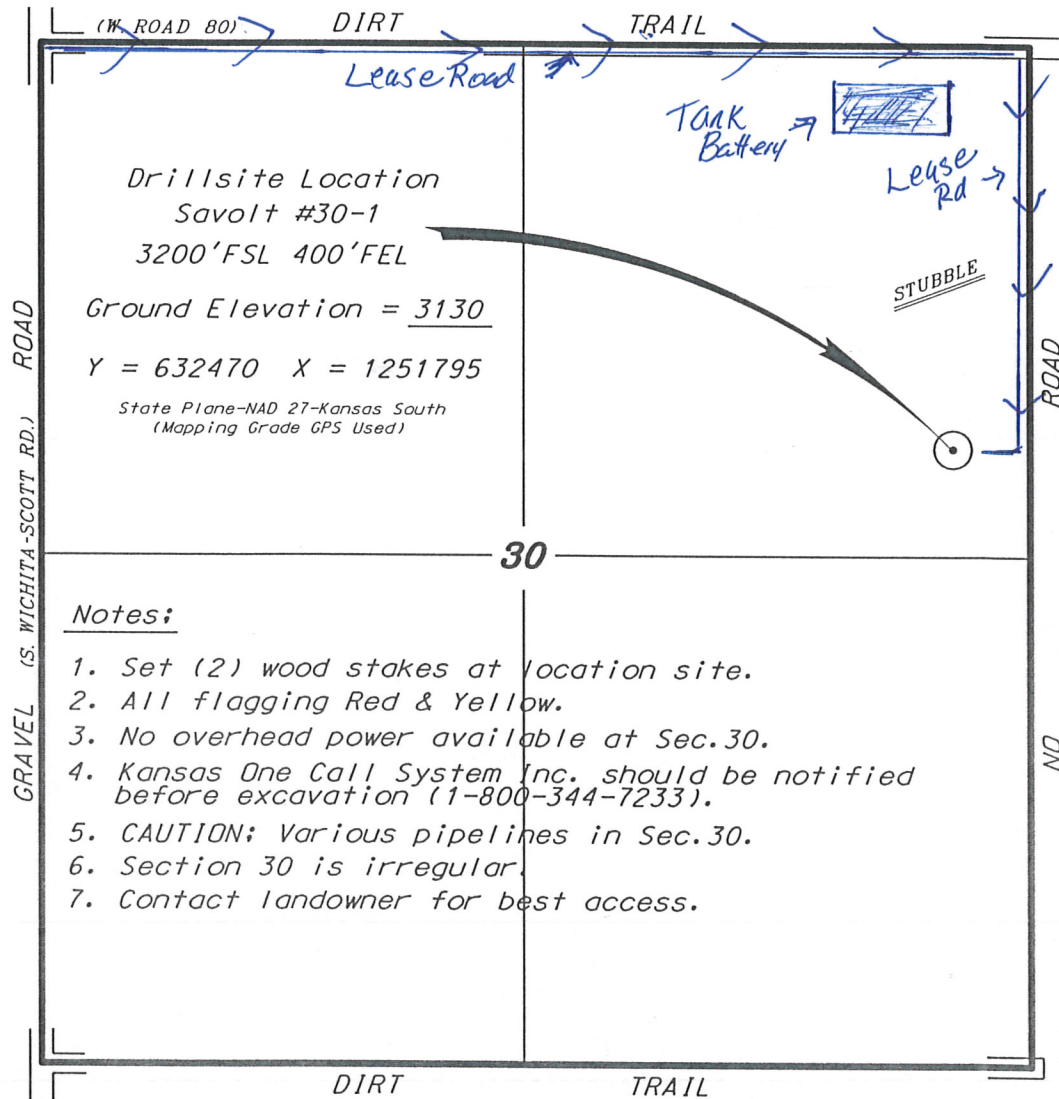 (W. ROAD 80) DIRT TRAIL
Lease Road
Tank
Battery
Lease
Rd
Drillsite Location
Savolt #30-1
3200'FSL 400'FEL
Ground Elevation = 3130
Y = 632470 X = 1251795
State Plane-NAD 27-Kansas South
(Mapping Grade GPS Used)
STUBBLE
GRAVEL (S. WICHITA-SCOTT RD.) ROAD
NO ROAD
30
Notes:
1. Set (2) wood stakes at location site.
2. All flagging Red & Yellow.
3. No overhead power available at Sec.30.
4. Kansas One Call System Inc. should be notified
before excavation (1-800-344-7233).
5. CAUTION: Various pipelines in Sec.30.
6. Section 30 is irregular.
7. Contact landowner for best access.
DIRT TRAIL